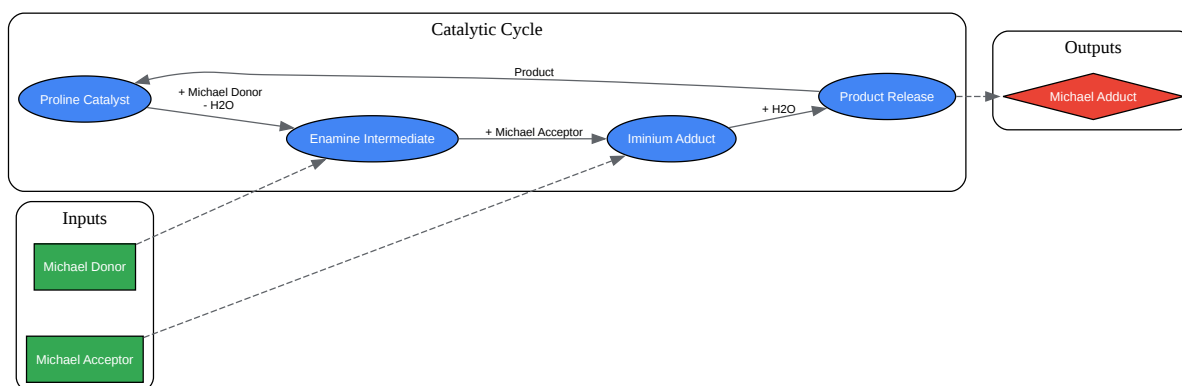 Catalytic Cycle
Outputs
Product
Proline Catalyst
+ Michael Donor
- H2O
Product Release
Michael Adduct
+ H2O
Enamine Intermediate
+ Michael Acceptor
Iminium Adduct
Inputs
Michael Donor
Michael Acceptor